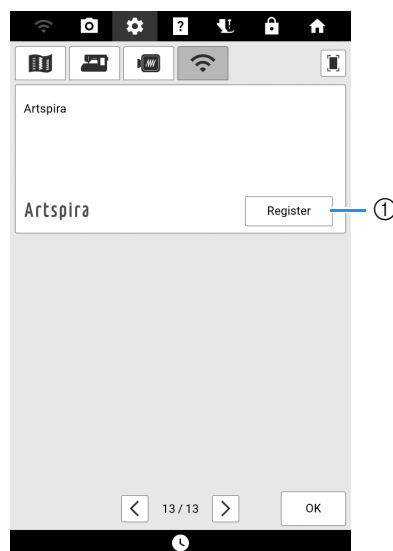 ?
Artspira
Artspira
Register
①
13 / 13
OK